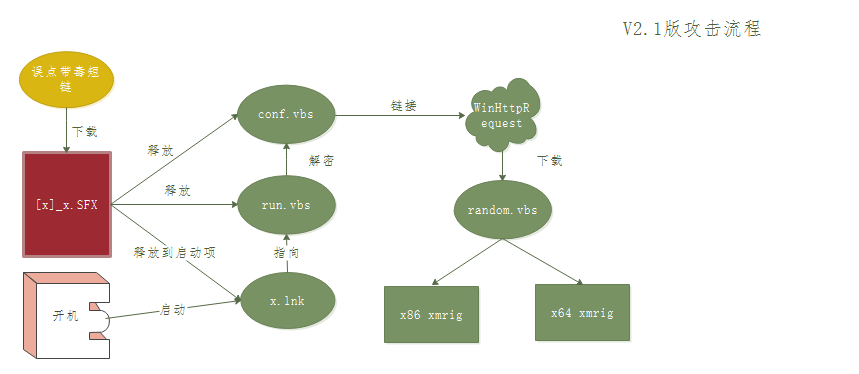 V2.1版攻击流程
误点带毒短
链
下载
[x]_x.SFX
释放
释放
释放到启动项
开机
启动
conf.vbs
解密
run.vbs
指向
x.lnk
链接
WinHttpR
equest
下载
random.vbs
x86 xmrig
x64 xmrig